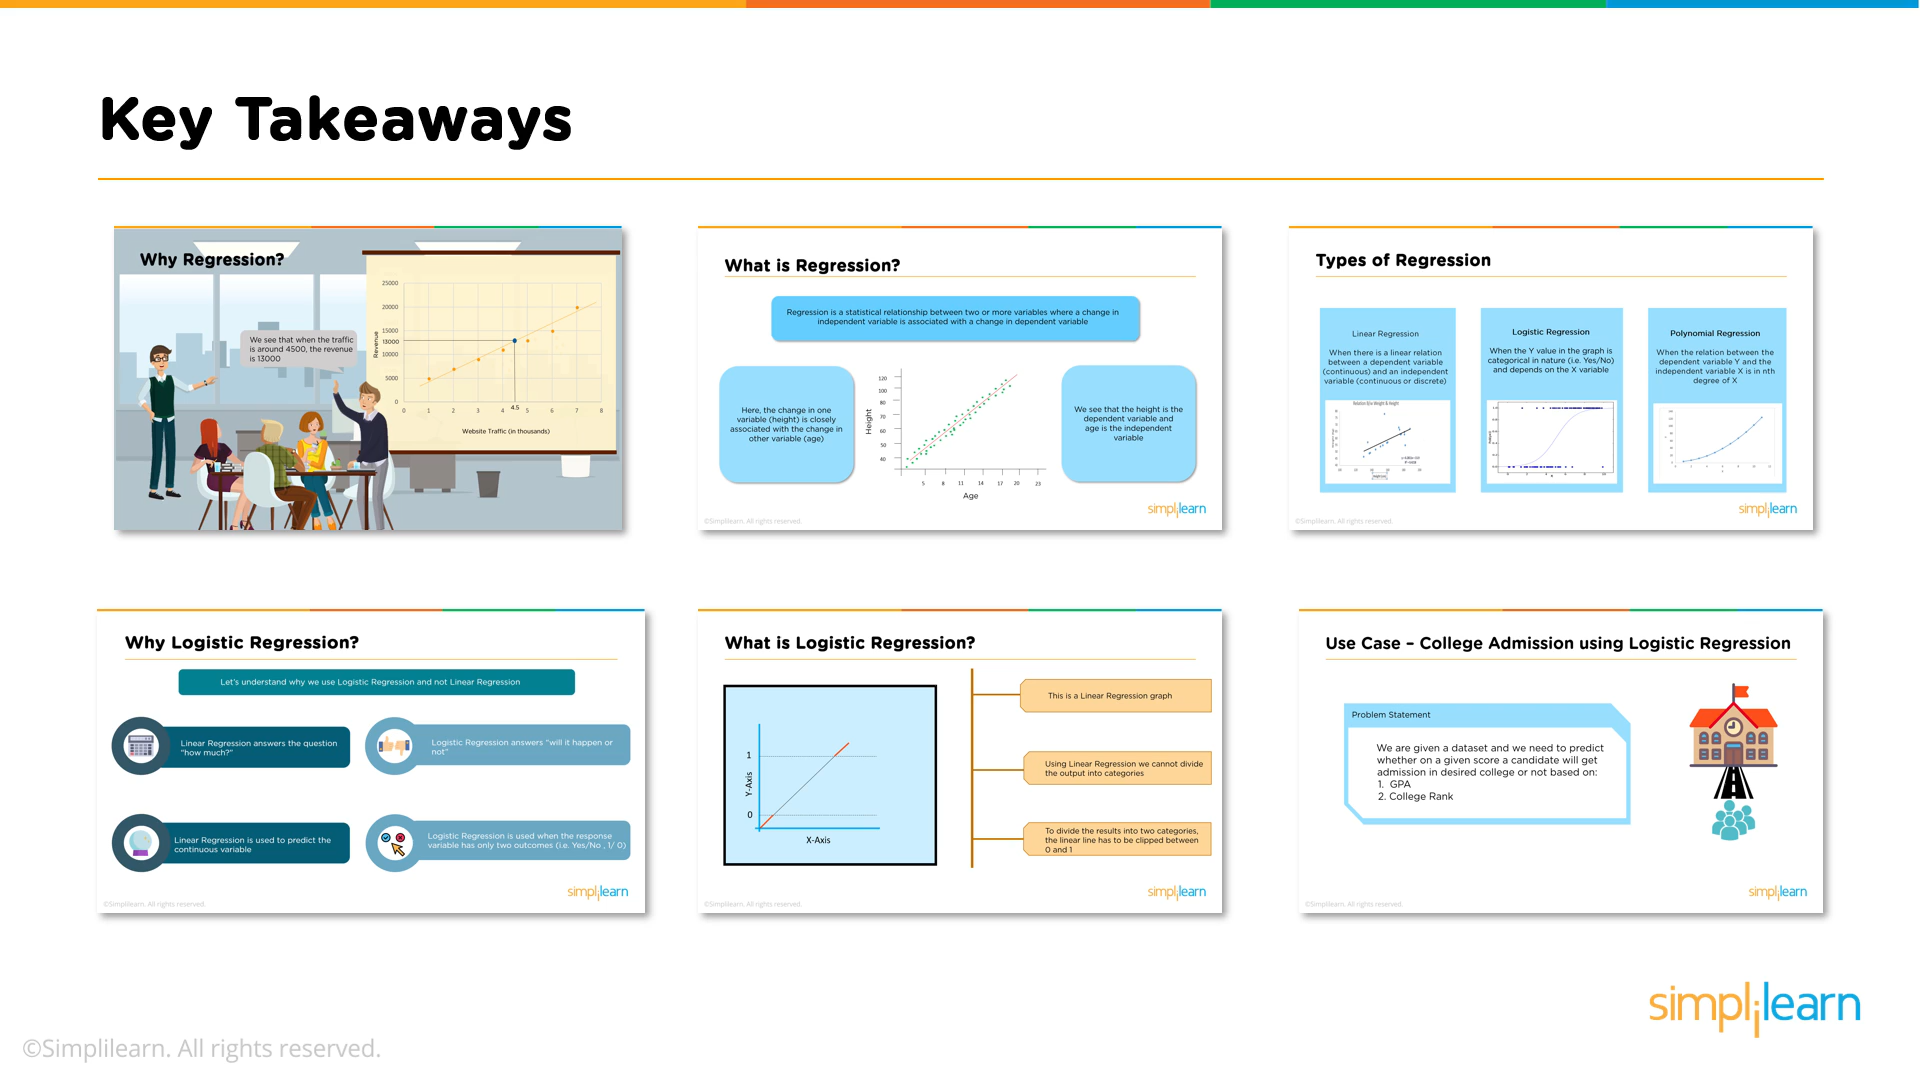 Key Takeaways
Why Regression?
We see that when the traffic
is around 4500, the revenue
is 13000
25000
20000
15000
13000
10000
5000
0
Revenue
0 1 2 3 4 4.5 5 6 7 8
Website Traffic (in thousands)
What is Regression?
Regression is a statistical relationship between two or more variables where a change in
independent variable is associated with a change in dependent variable
Here, the change in one
variable (height) is closely
associated with the change in
other variable (age)
Height
120
100
80
70
60
50
40
5 8 11 14 17 20 23
Age
We see that the height is the
dependent variable and
age is the independent
variable
©Simplilearn. All rights reserved.
simplilearn
Types of Regression
Linear Regression
When there is a linear relation
between a dependent variable
(continuous) and an independent
variable (continuous or discrete)
Logistic Regression
When the Y value in the graph is
categorical in nature (i.e. Yes/No)
and depends on the X variable
Polynomial Regression
When the relation between the
dependent variable Y and the
independent variable X is in nth
degree of X
©Simplilearn. All rights reserved.
simplilearn
Why Logistic Regression?
Let's understand why we use Logistic Regression and not Linear Regression
Linear Regression answers the question
"how much?"
Logistic Regression answers "will it happen or
not"
Linear Regression is used to predict the
continuous variable
Logistic Regression is used when the response
variable has only two outcomes (i.e. Yes/No , 1/ 0)
©Simplilearn. All rights reserved.
simplilearn
What is Logistic Regression?
1
0
Y-Axis
X-Axis
This is a Linear Regression graph
Using Linear Regression we cannot divide
the output into categories
To divide the results into two categories,
the linear line has to be clipped between
0 and 1
©Simplilearn. All rights reserved.
simplilearn
Use Case – College Admission using Logistic Regression
Problem Statement
We are given a dataset and we need to predict
whether on a given score a candidate will get
admission in desired college or not based on:
1. GPA
2. College Rank
©Simplilearn. All rights reserved.
simplilearn
©Simplilearn. All rights reserved.
simplilearn